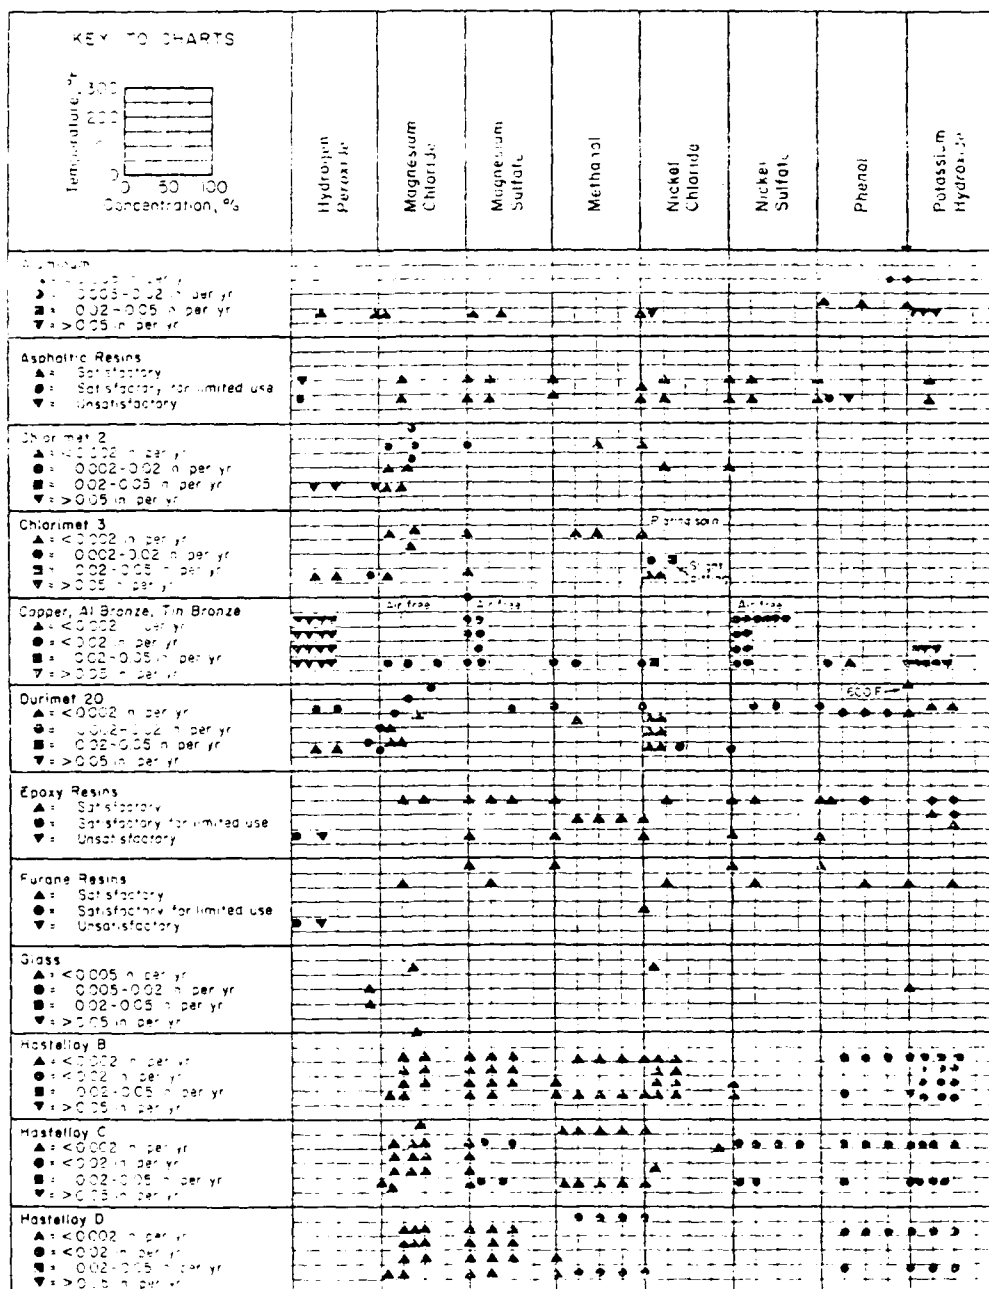 KEY TO CHARTS
Temperature, °F
300
200
0
0 50 100
Concentration, %
Hydrogen
Peroxide
Magnesium
Chloride
Magnesium
Sulfate
Methanol
Nickel
Chloride
Nickel
Sulfate
Phenol
Potassium
Hydroxide
Aluminum
0.005-0.02 in per yr
0.02-0.05 in per yr
▼ = >0.05 in per yr
Asphaltic Resins
▲ = Satisfactory
● = Satisfactory for limited use
▼ = Unsatisfactory
Chlorimet 2
▲ = <0.002 in per yr
● = 0.002-0.02 in per yr
■ = 0.02-0.05 in per yr
▼ = >0.05 in per yr
Chlorimet 3
▲ = <0.002 in per yr
● = 0.002-0.02 in per yr
■ = 0.02-0.05 in per yr
▼ = >0.05 in per yr
Plating soln
Slight
Copper, Al Bronze, Tin Bronze
▲ = <0.002 in per yr
● = <0.02 in per yr
■ = 0.02-0.05 in per yr
▼ = >0.05 in per yr
Air free
Air free
Air free
Durimet 20
▲ = <0.002 in per yr
● = 0.002-0.02 in per yr
■ = 0.02-0.05 in per yr
▼ = >0.05 in per yr
600 F
Epoxy Resins
▲ = Satisfactory
● = Satisfactory for limited use
▼ = Unsatisfactory
Furane Resins
▲ = Satisfactory
● = Satisfactory for limited use
▼ = Unsatisfactory
Glass
▲ = <0.005 in per yr
● = 0.005-0.02 in per yr
■ = 0.02-0.05 in per yr
▼ = >0.05 in per yr
Hastelloy B
▲ = <0.002 in per yr
● = <0.02 in per yr
■ = 0.02-0.05 in per yr
▼ = >0.05 in per yr
Hastelloy C
▲ = <0.002 in per yr
● = <0.02 in per yr
■ = 0.02-0.05 in per yr
▼ = >0.05 in per yr
Hastelloy D
▲ = <0.002 in per yr
● = <0.02 in per yr
■ = 0.02-0.05 in per yr
▼ = >0.05 in per yr